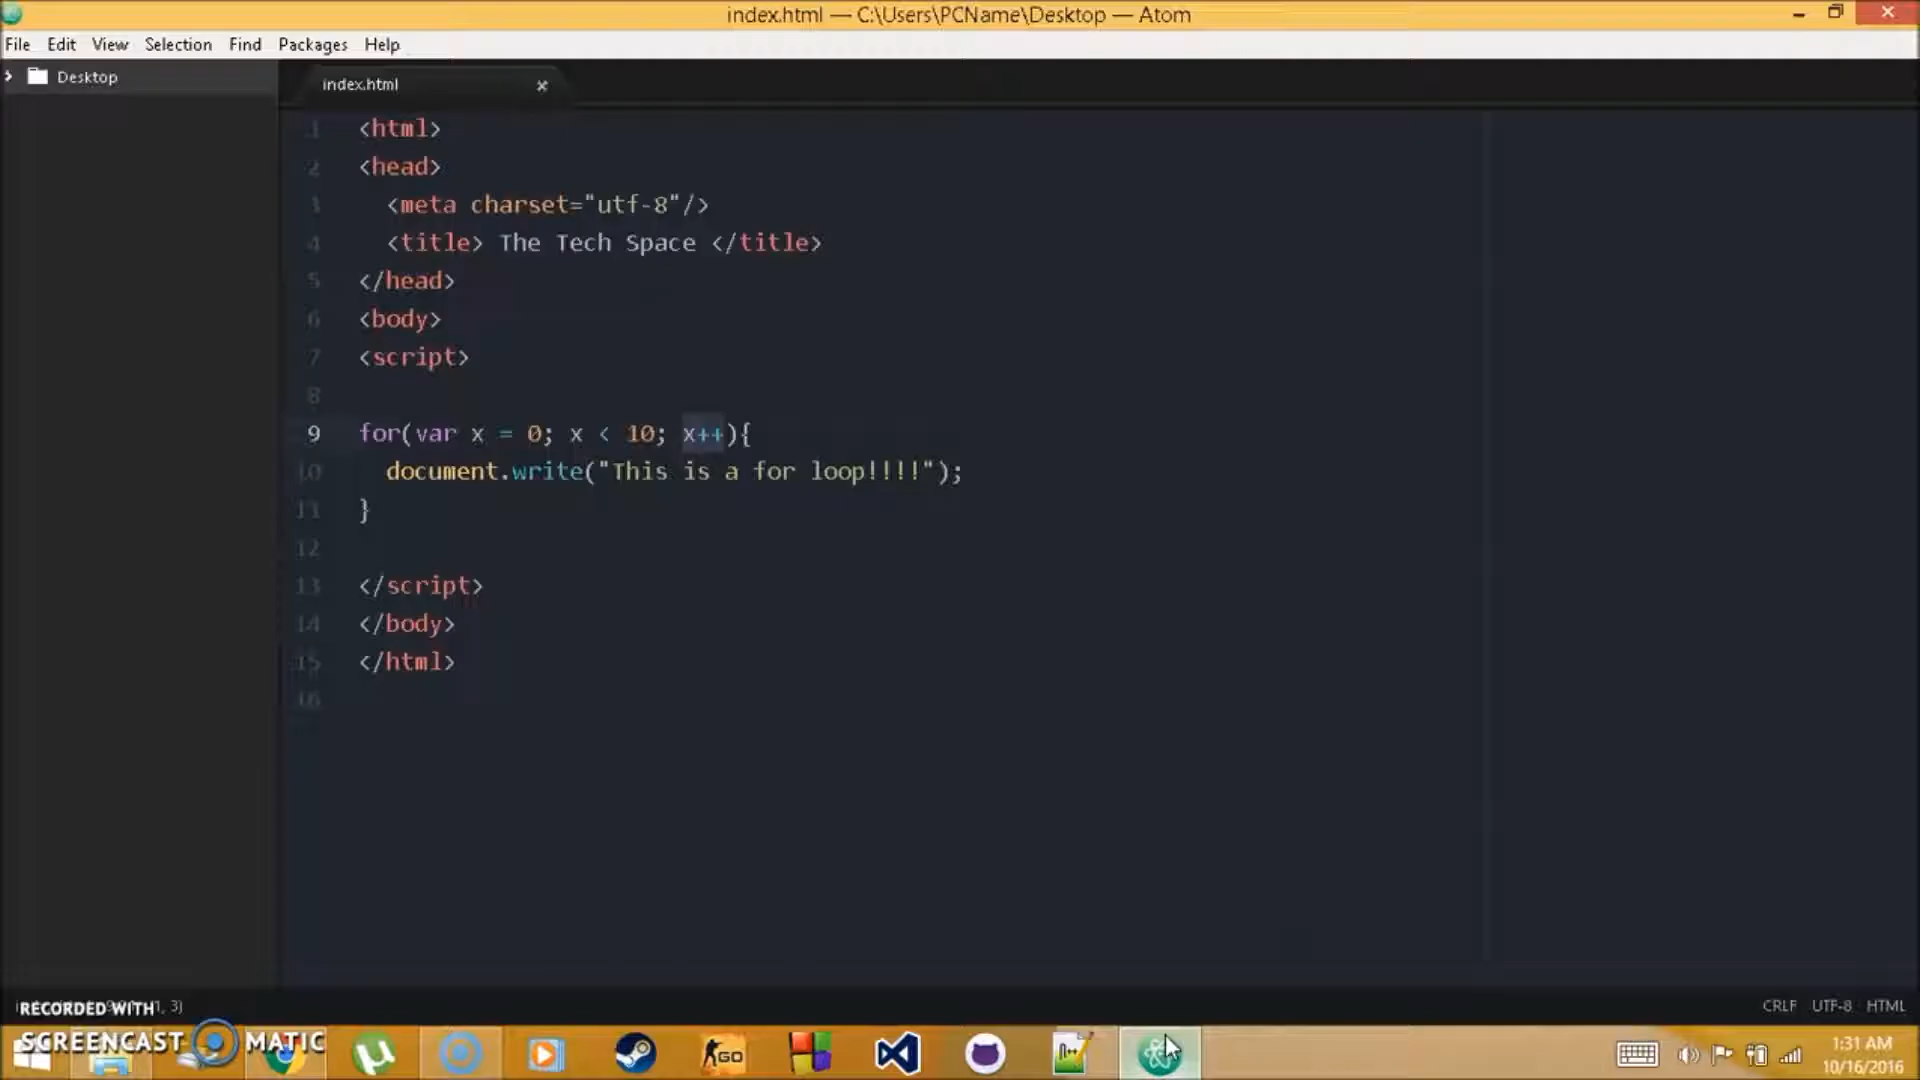 index.html — C:\Users\PCName\Desktop — Atom
File Edit View Selection Find Packages Help
Desktop
index.html
1 <html>
2 <head>
3 <meta charset="utf-8"/>
4 <title> The Tech Space </title>
5 </head>
6 <body>
7 <script>
8
9 for(var x = 0; x < 10; x++){
10 document.write("This is a for loop!!!!");
11 }
12
13 </script>
14 </body>
15 </html>
16
CRLF UTF-8 HTML
RECORDED WITH
SCREENCAST MATIC
GO
1:31 AM
10/16/2016